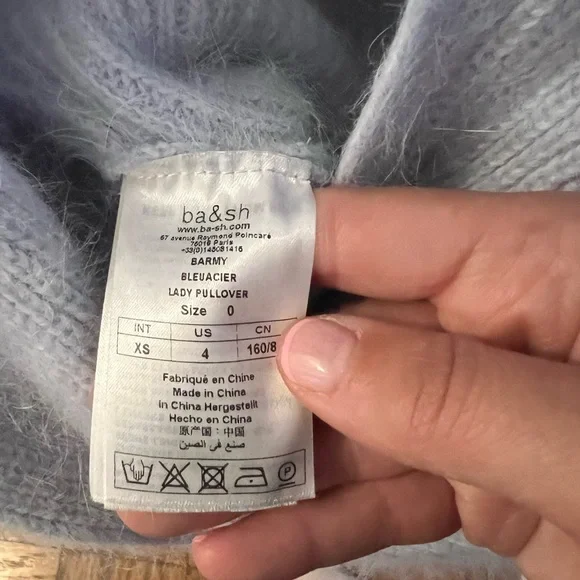 ba&sh
www.ba-sh.com
67 avenue Raymond Poincaré
75016 Paris
+33(0)145081416
BARMY
BLEUACIER
LADY PULLOVER
Size 0
INT US CN
XS 4 160/8
Fabriqué en Chine
Made in China
In China Hergestellt
Hecho en China
原产国：中国
صنع في الصين
P